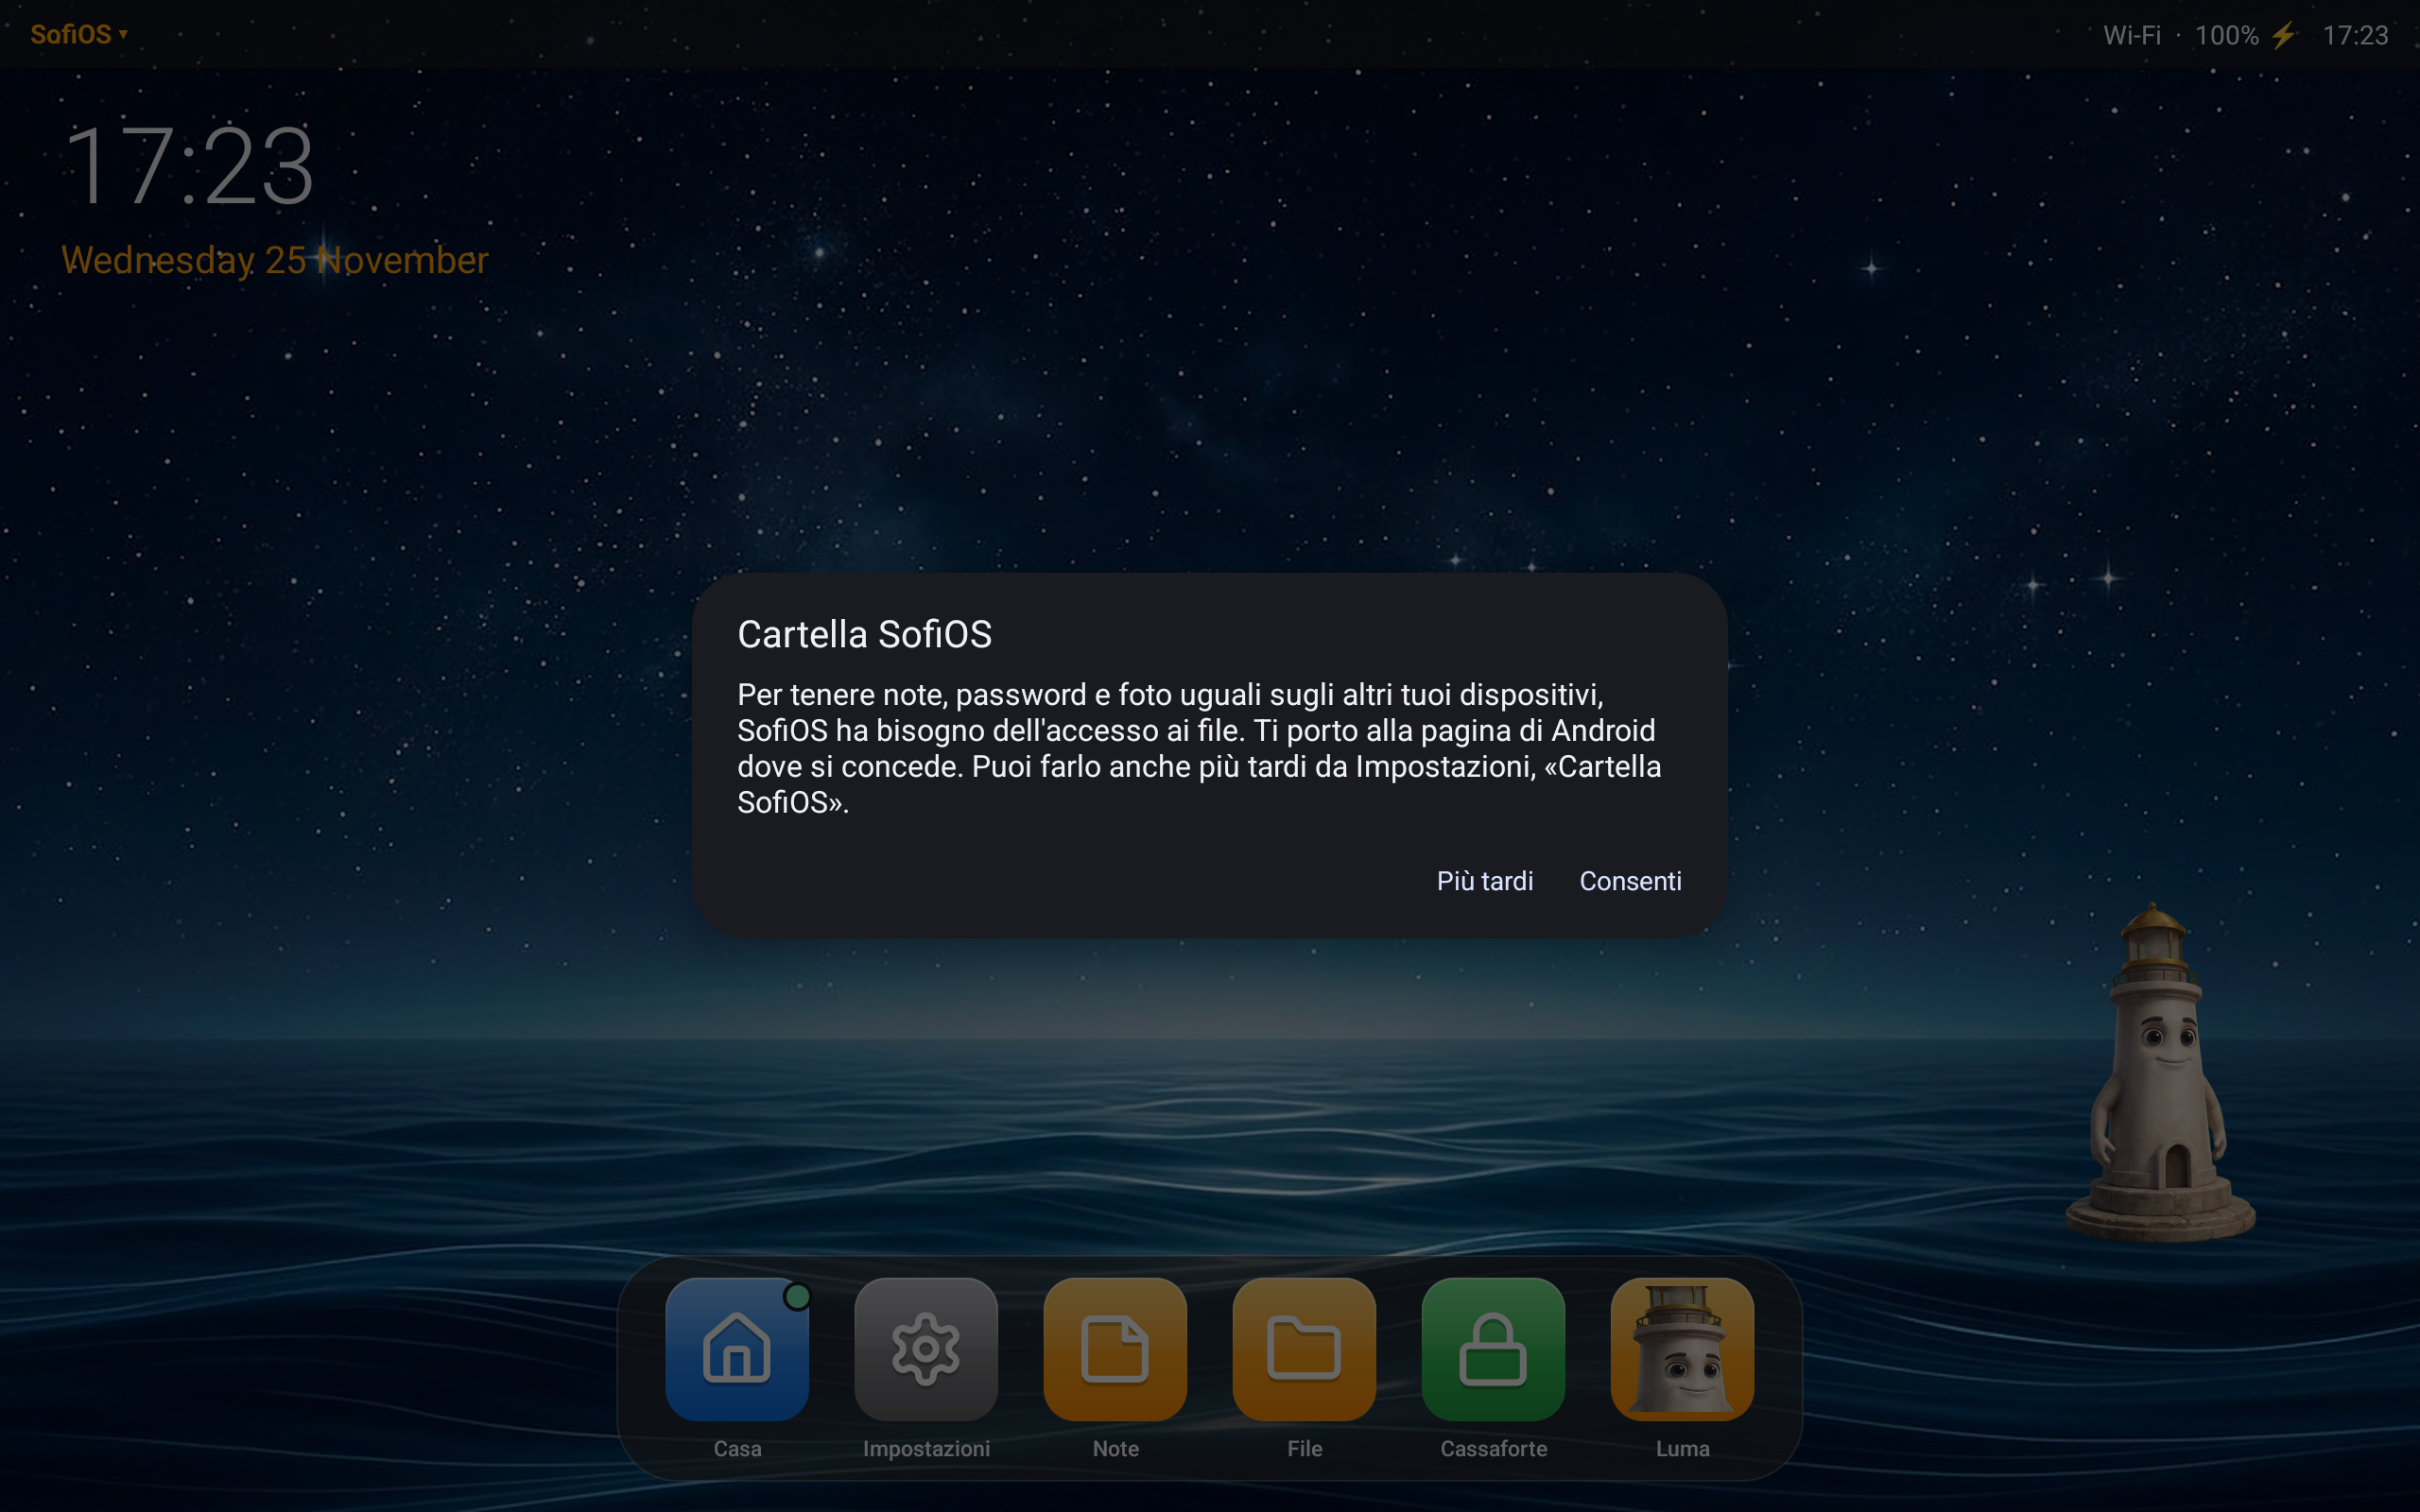 SofiOS ▾
Wi-Fi · 100% ⚡ 17:23
17:23
Wednesday 25 November
Cartella SofiOS
Per tenere note, password e foto uguali sugli altri tuoi dispositivi,
SofiOS ha bisogno dell'accesso ai file. Ti porto alla pagina di Android
dove si concede. Puoi farlo anche più tardi da Impostazioni, «Cartella
SofiOS».
Più tardi Consenti
Casa Impostazioni Note File Cassaforte Luma